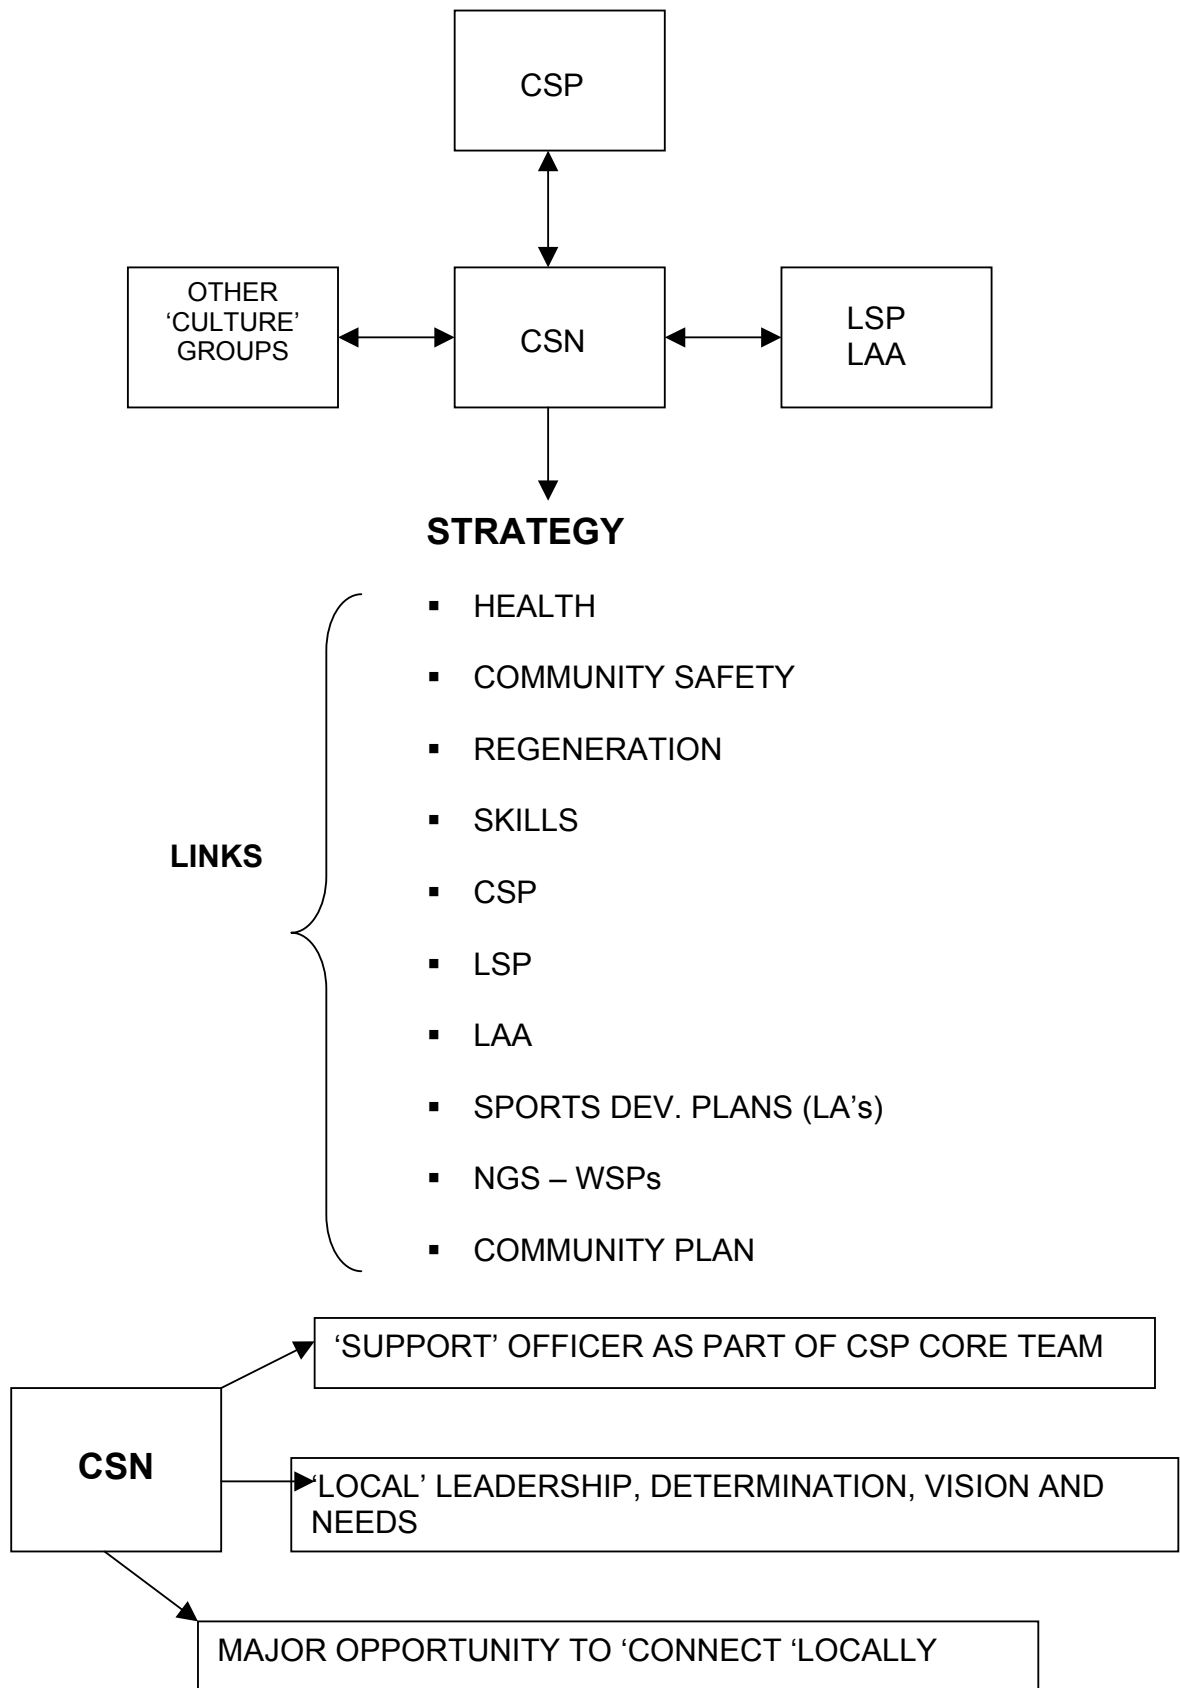 CSP
OTHER
‘CULTURE’
GROUPS
CSN
LSP
LAA
STRATEGY
▪ HEALTH
▪ COMMUNITY SAFETY
▪ REGENERATION
▪ SKILLS
LINKS
▪ CSP
▪ LSP
▪ LAA
▪ SPORTS DEV. PLANS (LA’s)
▪ NGS – WSPs
▪ COMMUNITY PLAN
‘SUPPORT’ OFFICER AS PART OF CSP CORE TEAM
CSN
‘LOCAL’ LEADERSHIP, DETERMINATION, VISION AND
NEEDS
MAJOR OPPORTUNITY TO ‘CONNECT ‘LOCALLY